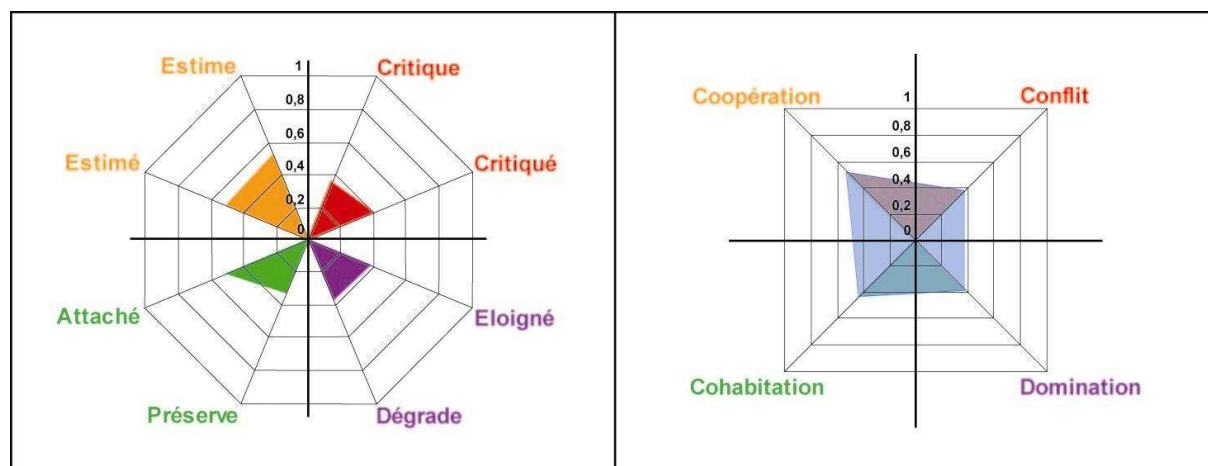 Estime
1
Critique
0,8
0,6
Estimé
0,4
Critiqué
0,2
0
Attaché
Eloigné
Préserve
Dégrade
Coopération
1
Conflit
0,8
0,6
0,4
0,2
0
Cohabitation
Domination